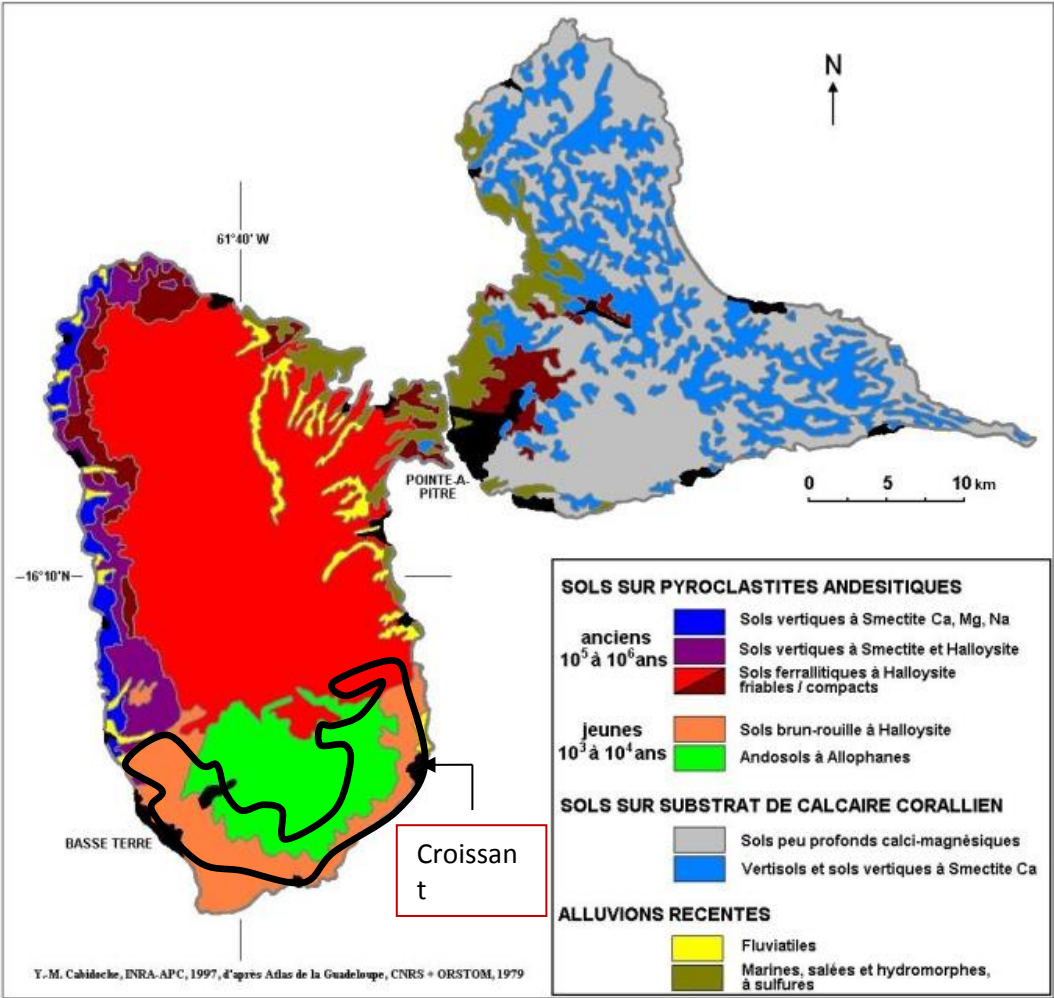 N
61°40' W
POINTE-A-
PITRE
0 5 10 km
16°10'N
BASSE TERRE
Croissan
t
SOLS SUR PYROCLASTITES ANDESITIQUES
anciens
10⁵ à 10⁶ ans
Sols vertiques à Smectite Ca, Mg, Na
Sols vertiques à Smectite et Halloysite
Sols ferrallitiques à Halloysite
friables / compacts
jeunes
10³ à 10⁴ ans
Sols brun-rouille à Halloysite
Andosols à Allophanes
SOLS SUR SUBSTRAT DE CALCAIRE CORALLIEN
Sols peu profonds calci-magnésiques
Vertisols et sols vertiques à Smectite Ca
ALLUVIONS RECENTES
Fluviatiles
Marines, salées et hydromorphes,
à sulfures
Y.-M. Cabidoche, INRA-APC, 1997, d'après Atlas de la Guadeloupe, CNRS + ORSTOM, 1979